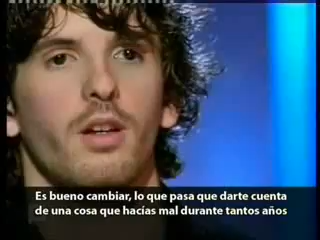 Es bueno cambiar, lo que pasa que darte cuenta
de una cosa que hacías mal durante tantos años